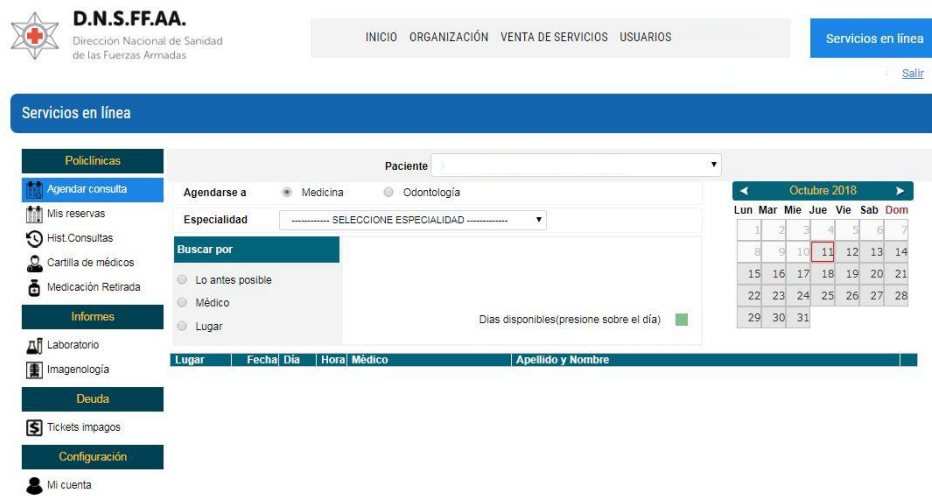 D.N.S.FF.AA.
Dirección Nacional de Sanidad
de las Fuerzas Armadas
INICIO ORGANIZACIÓN VENTA DE SERVICIOS USUARIOS
Servicios en línea
Salir
Servicios en línea
Policlínicas
Agendar consulta
Mis reservas
Hist.Consultas
Cartilla de médicos
Medicación Retirada
Informes
Laboratorio
Imagenología
Deuda
Tickets impagos
Configuración
Mi cuenta
Paciente
Agendarse a Medicina Odontología
Especialidad ------------ SELECCIONE ESPECIALIDAD ------------
Buscar por
Lo antes posible
Médico
Lugar
Dias disponibles(presione sobre el día)
Octubre 2018
Lun Mar Mie Jue Vie Sab Dom
1 2 3 4 5 6 7
8 9 10 11 12 13 14
15 16 17 18 19 20 21
22 23 24 25 26 27 28
29 30 31
Lugar Fecha Día Hora Médico Apellido y Nombre